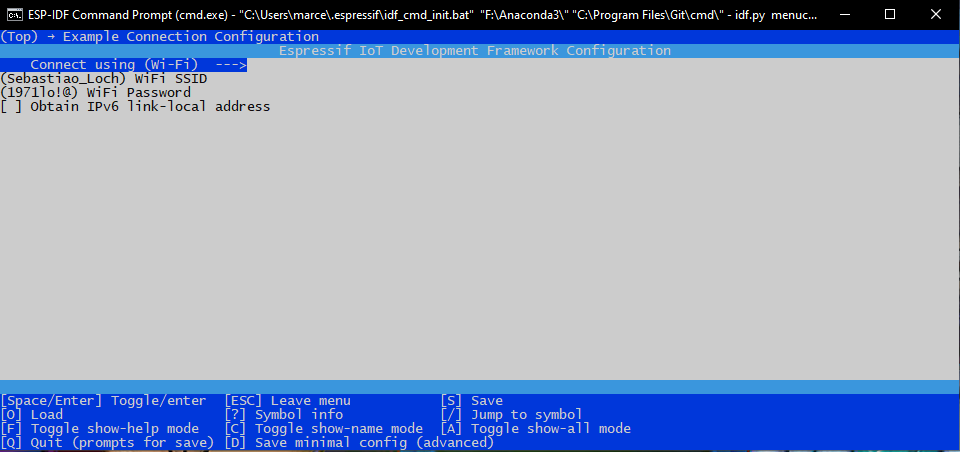 ESP-IDF Command Prompt (cmd.exe) - "C:\Users\marce\.espressif\idf_cmd_init.bat" "F:\Anaconda3\" "C:\Program Files\Git\cmd\" - idf.py menuc...
(Top) → Example Connection Configuration
Espressif IoT Development Framework Configuration
Connect using (Wi-Fi) --->
(Sebastiao_Loch) WiFi SSID
(1971lo!@) WiFi Password
[ ] Obtain IPv6 link-local address
[Space/Enter] Toggle/enter [ESC] Leave menu [S] Save
[O] Load [?] Symbol info [/] Jump to symbol
[F] Toggle show-help mode [C] Toggle show-name mode [A] Toggle show-all mode
[Q] Quit (prompts for save) [D] Save minimal config (advanced)